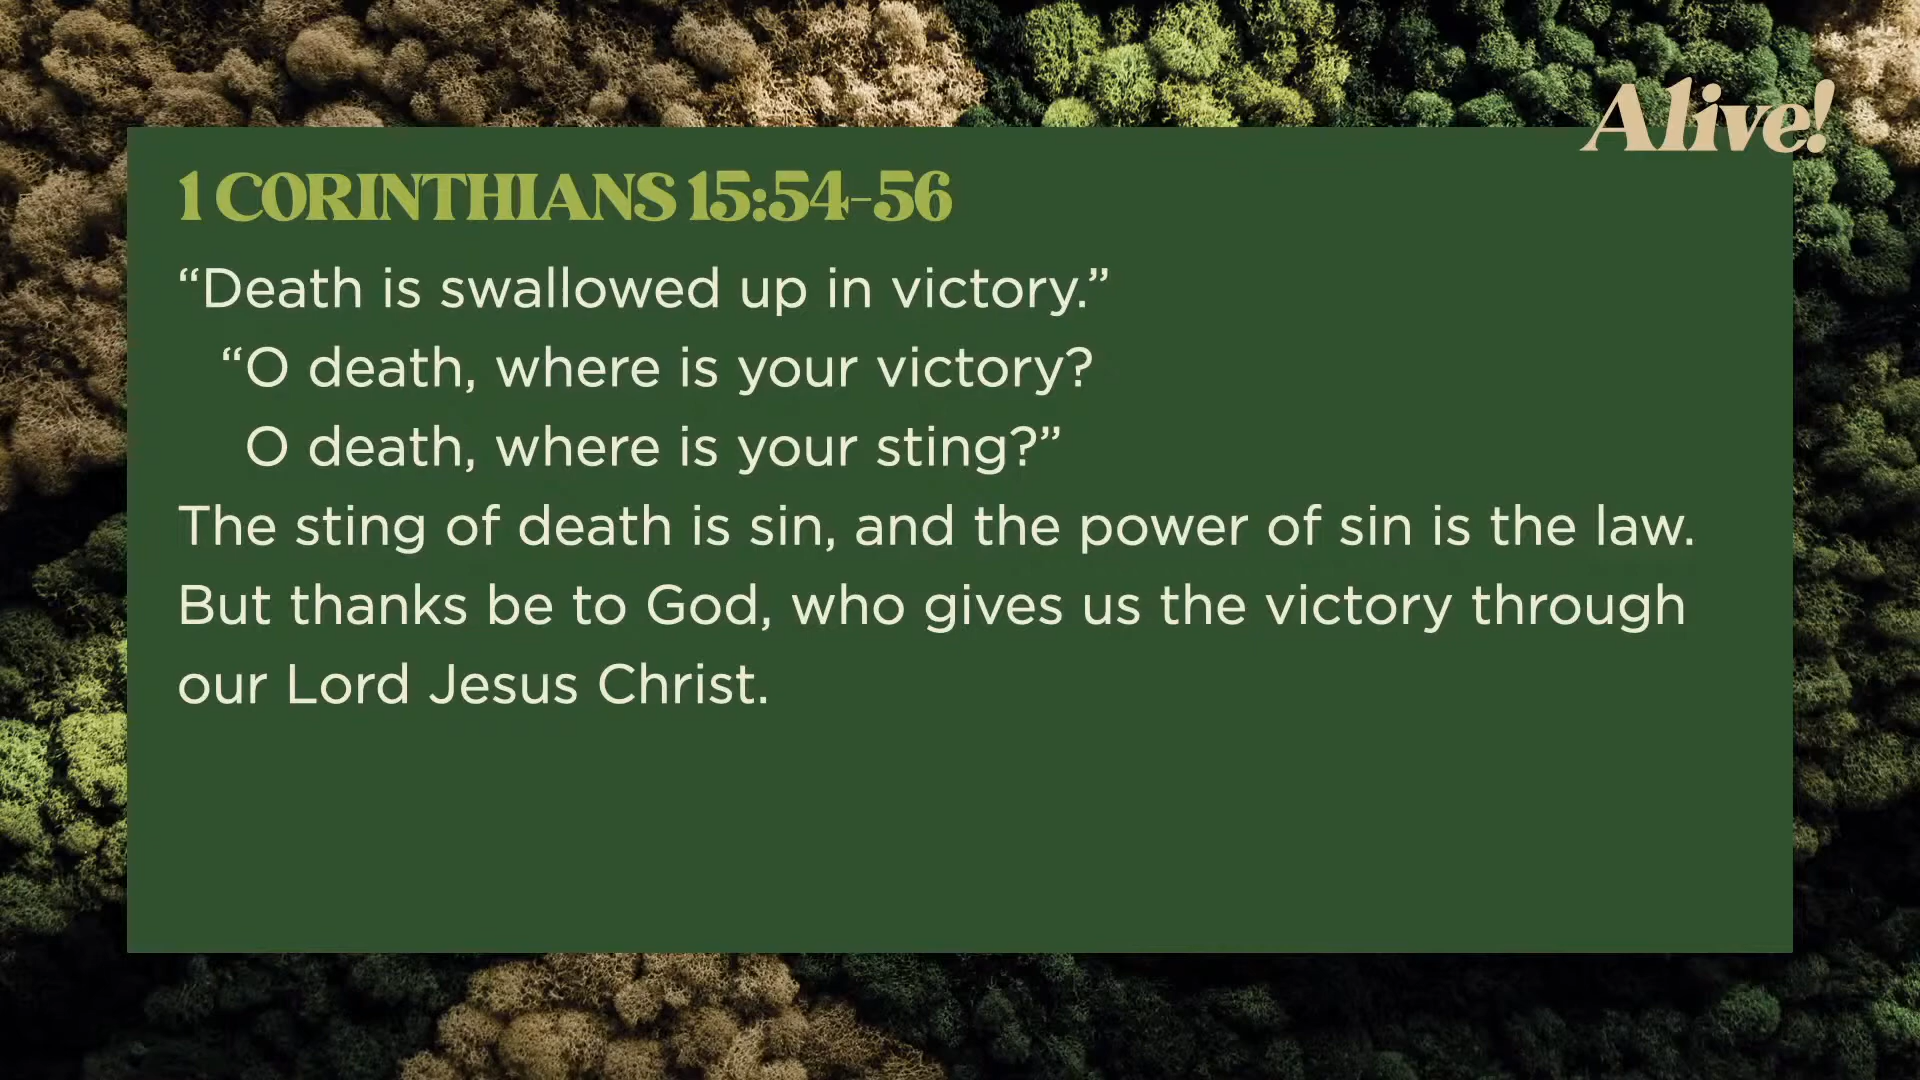 Alive!
1 CORINTHIANS 15:54-56
“Death is swallowed up in victory.”
“O death, where is your victory?
O death, where is your sting?”
The sting of death is sin, and the power of sin is the law.
But thanks be to God, who gives us the victory through
our Lord Jesus Christ.